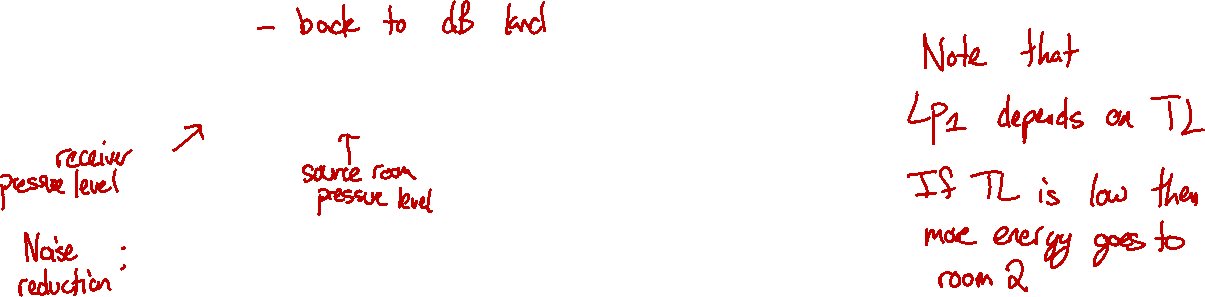 - back to dB land
receiver
pressure level
source room
pressure level
Noise
reduction :
Note that
Lp1 depends on TL
If TL is low then
more energy goes to
room 2